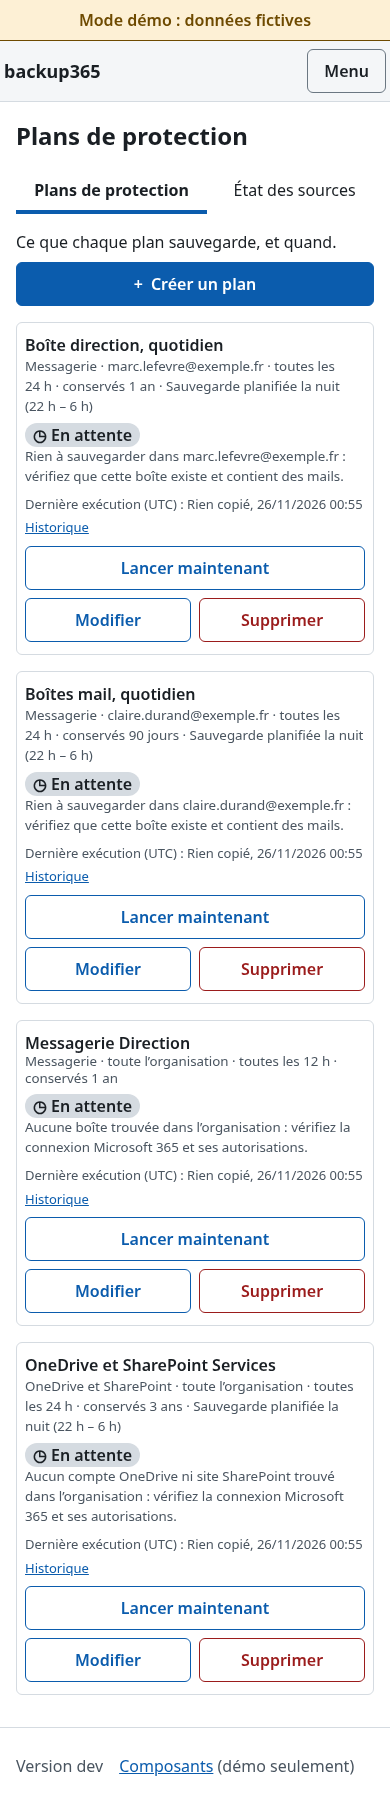 Mode démo : données fictives
backup365
Menu
Plans de protection
Plans de protection
État des sources
Ce que chaque plan sauvegarde, et quand.
+ Créer un plan
Boîte direction, quotidien
Messagerie · marc.lefevre@exemple.fr · toutes les
24 h · conservés 1 an · Sauvegarde planifiée la nuit
(22 h – 6 h)
En attente
Rien à sauvegarder dans marc.lefevre@exemple.fr :
vérifiez que cette boîte existe et contient des mails.
Dernière exécution (UTC) : Rien copié, 26/11/2026 00:55
Historique
Lancer maintenant
Modifier
Supprimer
Boîtes mail, quotidien
Messagerie · claire.durand@exemple.fr · toutes les
24 h · conservés 90 jours · Sauvegarde planifiée la nuit
(22 h – 6 h)
En attente
Rien à sauvegarder dans claire.durand@exemple.fr :
vérifiez que cette boîte existe et contient des mails.
Dernière exécution (UTC) : Rien copié, 26/11/2026 00:55
Historique
Lancer maintenant
Modifier
Supprimer
Messagerie Direction
Messagerie · toute l’organisation · toutes les 12 h ·
conservés 1 an
En attente
Aucune boîte trouvée dans l’organisation : vérifiez la
connexion Microsoft 365 et ses autorisations.
Dernière exécution (UTC) : Rien copié, 26/11/2026 00:55
Historique
Lancer maintenant
Modifier
Supprimer
OneDrive et SharePoint Services
OneDrive et SharePoint · toute l’organisation · toutes
les 24 h · conservés 3 ans · Sauvegarde planifiée la
nuit (22 h – 6 h)
En attente
Aucun compte OneDrive ni site SharePoint trouvé
dans l’organisation : vérifiez la connexion Microsoft
365 et ses autorisations.
Dernière exécution (UTC) : Rien copié, 26/11/2026 00:55
Historique
Lancer maintenant
Modifier
Supprimer
Version dev Composants (démo seulement)